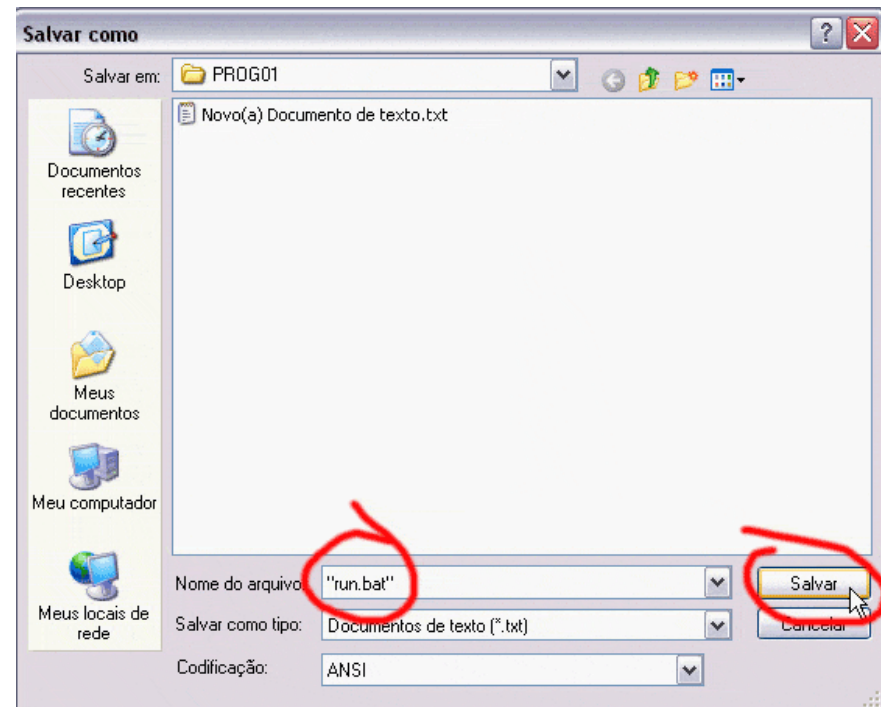 Salvar como
Salvar em:
PROG01
Novo(a) Documento de texto.txt
Documentos
recentes
Desktop
Meus
documentos
Meu computador
Meus locais de
rede
Nome do arquivo:
"run.bat"
Salvar
Salvar como tipo:
Documentos de texto (*.txt)
Cancelar
Codificação:
ANSI